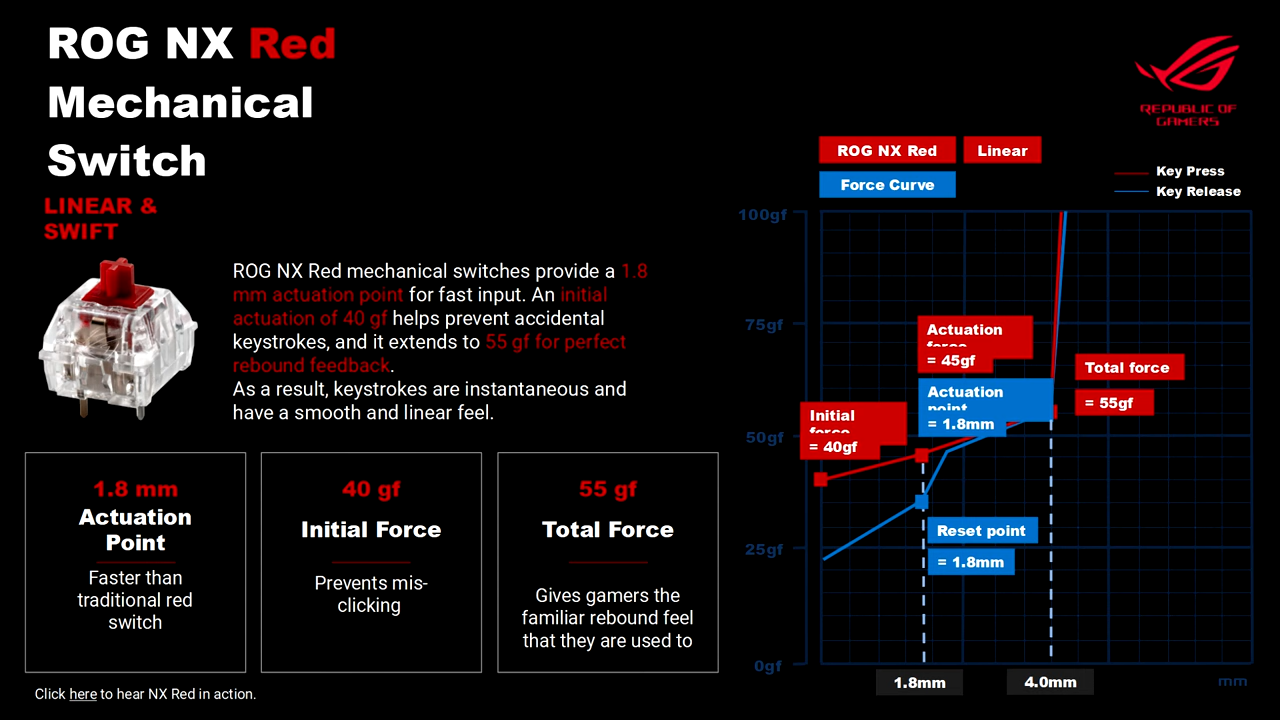 ROG NX Red
Mechanical
Switch
LINEAR &
SWIFT
ROG NX Red mechanical switches provide a 1.8
mm actuation point for fast input. An initial
actuation of 40 gf helps prevent accidental
keystrokes, and it extends to 55 gf for perfect
rebound feedback.
As a result, keystrokes are instantaneous and
have a smooth and linear feel.
1.8 mm
Actuation
Point
Faster than
traditional red
switch
40 gf
Initial Force
Prevents mis-
clicking
55 gf
Total Force
Gives gamers the
familiar rebound feel
that they are used to
Click here to hear NX Red in action.
REPUBLIC OF
GAMERS
ROG NX Red
Linear
Force Curve
Key Press
Key Release
100gf
75gf
50gf
25gf
0gf
Actuation
force
= 45gf
Actuation
point
= 1.8mm
Initial
force
= 40gf
Total force
= 55gf
Reset point
= 1.8mm
1.8mm
4.0mm
mm